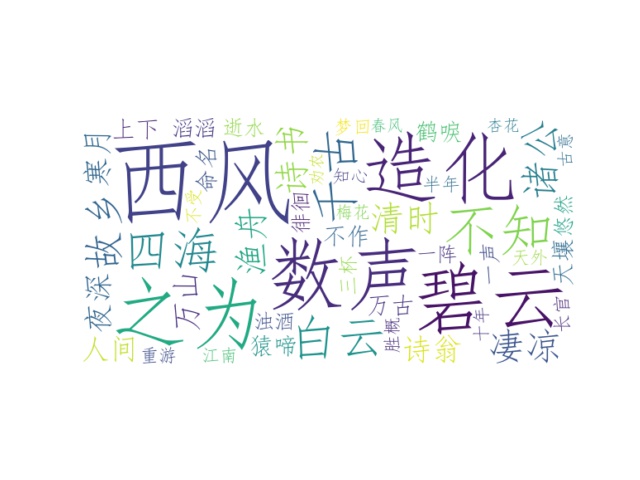 上下
滔滔
逝水
梦回
春风
鹤唳
杏花
寒月
西风
命名
不受
诗书
劝农
知心
千古
造化
半年
诸公
古意
故乡
四海
渔舟
徘徊
梅花
不作
清时
不知
悠然
夜深
之为
万山
数声
三杯
万古
一阵
碧云
一声
天外
天壤
人间
重游
江南
浊酒
猿啼
白云
胜概
诗翁
十年
凄凉
长官